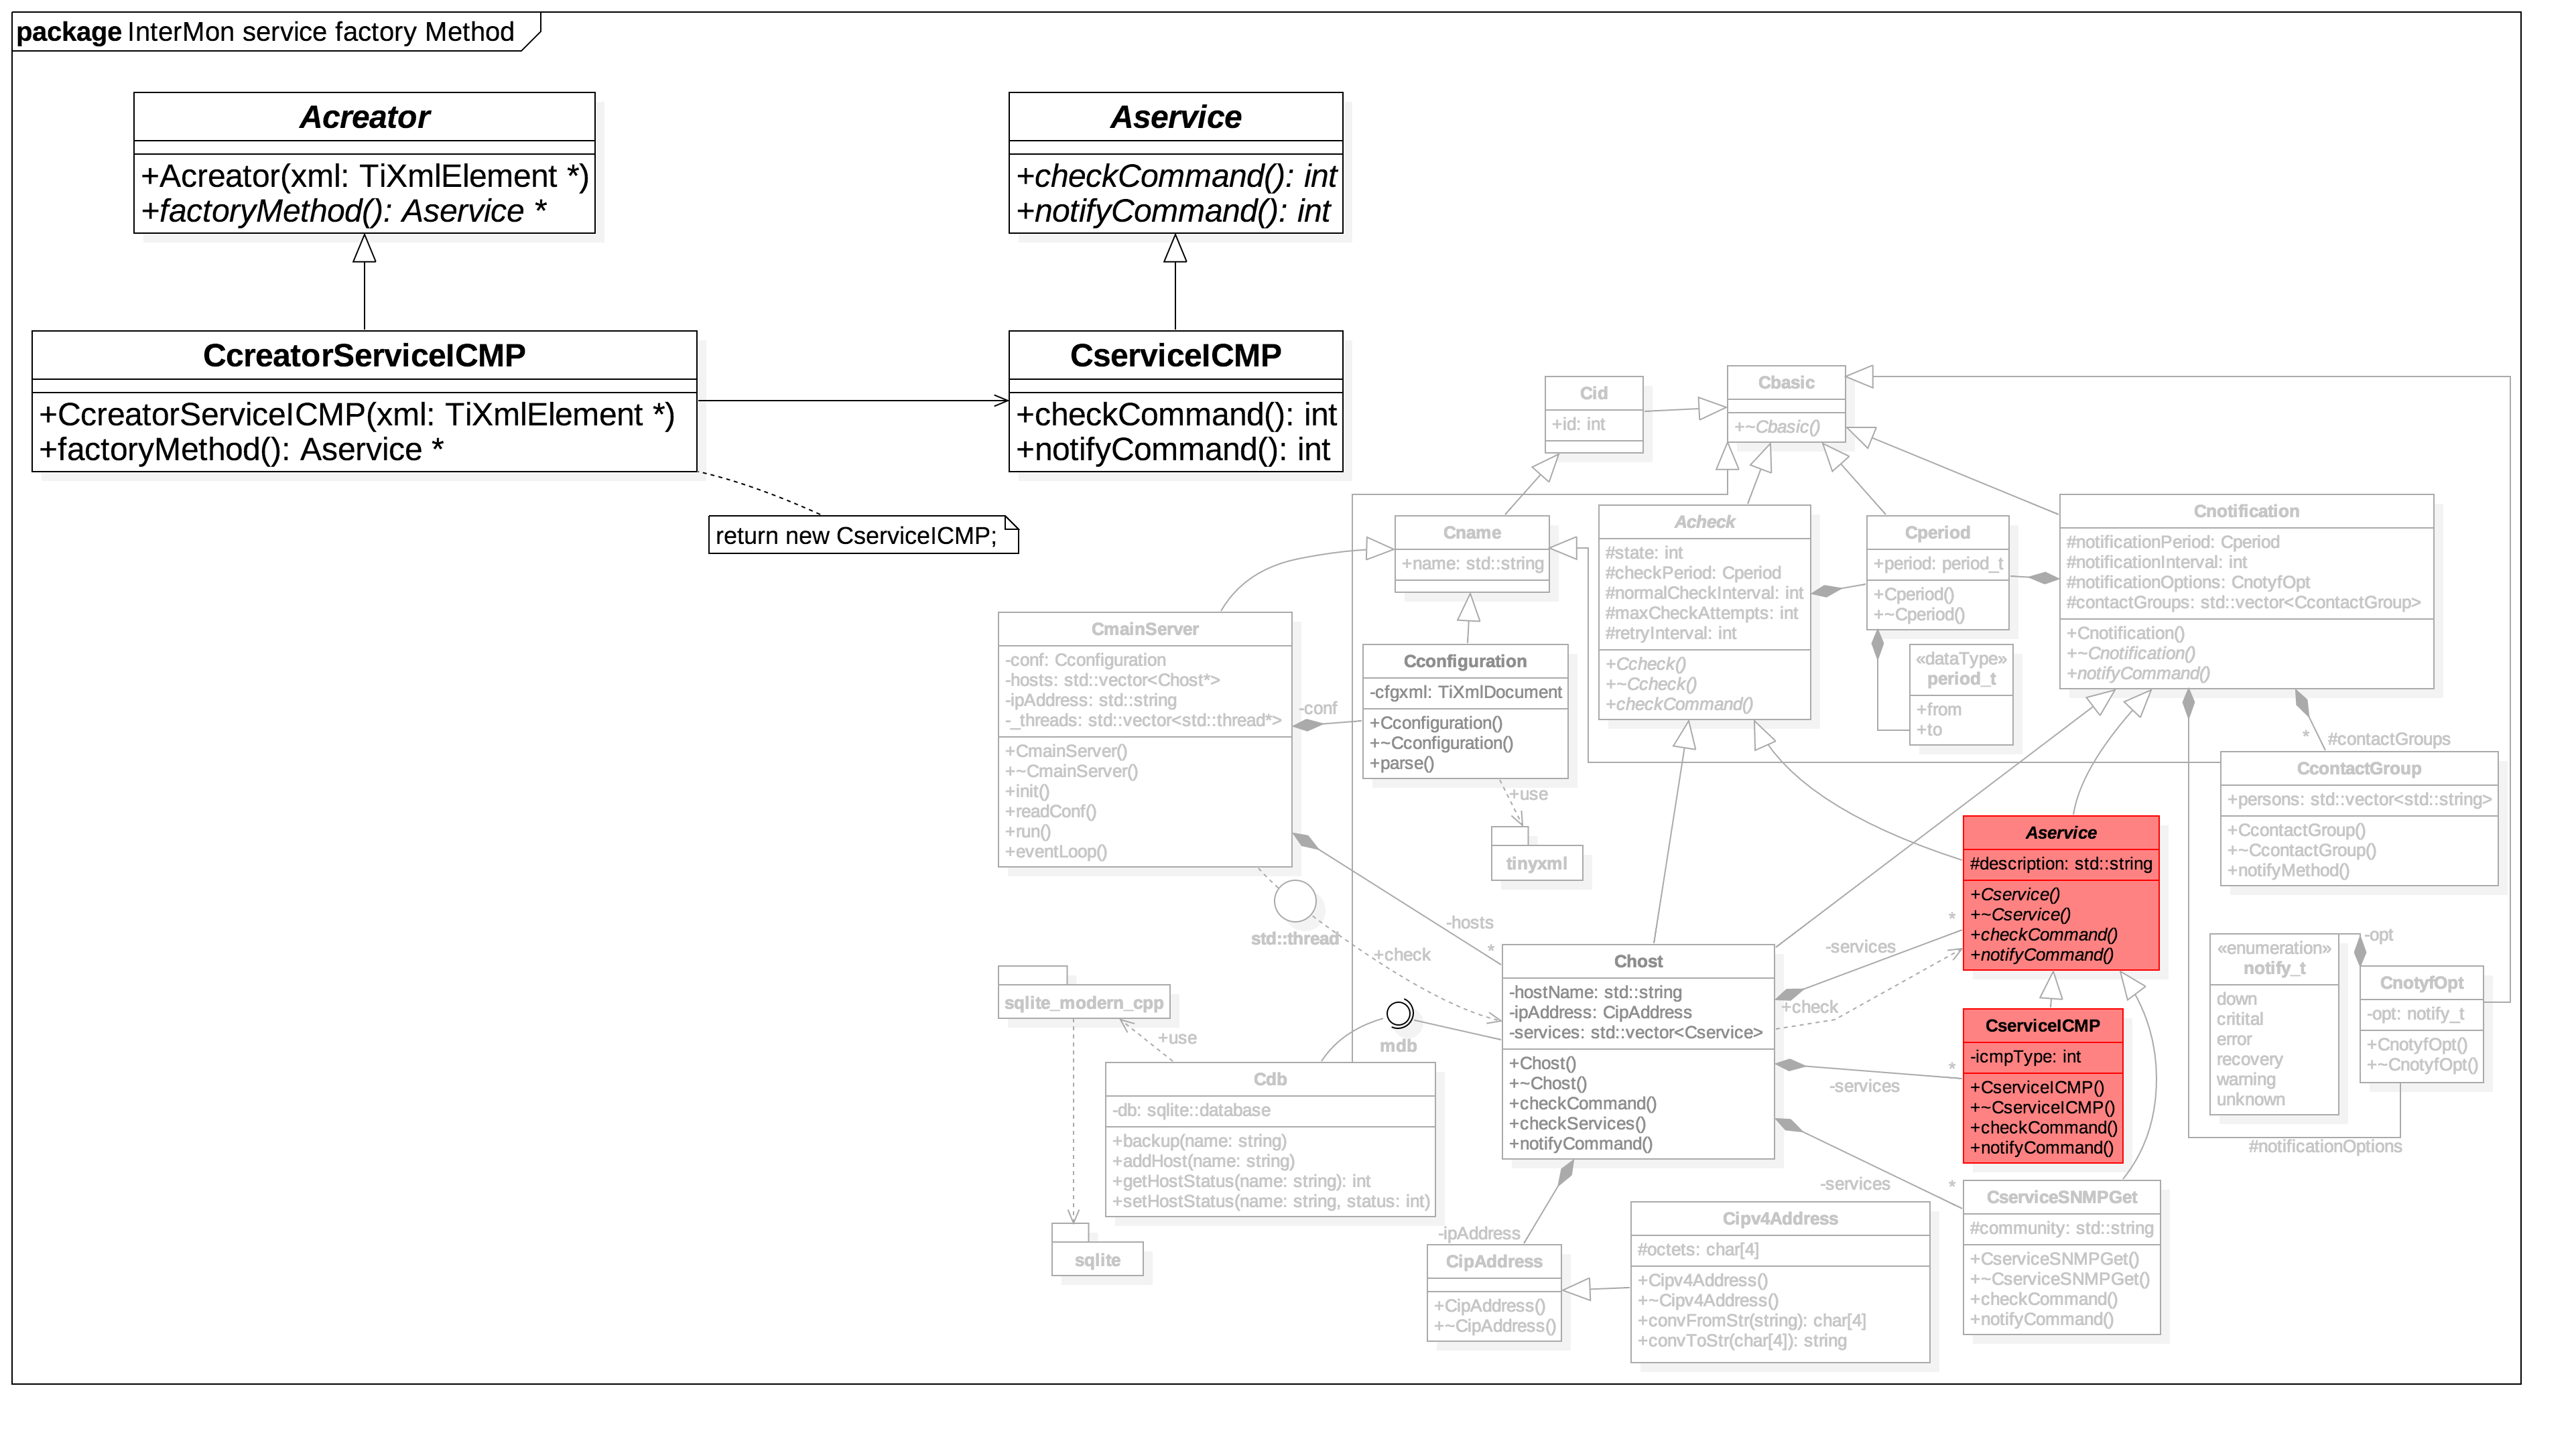 package InterMon service factory Method
Acreator
+Acreator(xml: TiXmlElement *)
+factoryMethod(): Aservice *
Aservice
+checkCommand(): int
+notifyCommand(): int
CcreatorServiceICMP
+CcreatorServiceICMP(xml: TiXmlElement *)
+factoryMethod(): Aservice *
CserviceICMP
+checkCommand(): int
+notifyCommand(): int
return new CserviceICMP;
Cid
+id: int
Cbasic
+~Cbasic()
Cname
+name: std::string
Acheck
#state: int
#checkPeriod: Cperiod
#normalCheckInterval: int
#maxCheckAttempts: int
#retryInterval: int
+Ccheck()
+~Ccheck()
+checkCommand()
Cperiod
+period: period_t
+Cperiod()
+~Cperiod()
«dataType»
period_t
+from
+to
Cnotification
#notificationPeriod: Cperiod
#notificationInterval: int
#notificationOptions: CnotyfOpt
#contactGroups: std::vector<CcontactGroup>
+Cnotification()
+~Cnotification()
+notifyCommand()
CmainServer
-conf: Cconfiguration
-hosts: std::vector<Chost*>
-ipAddress: std::string
-_threads: std::vector<std::thread*>
+CmainServer()
+~CmainServer()
+init()
+readConf()
+run()
+eventLoop()
-conf
Cconfiguration
-cfgxml: TiXmlDocument
+Cconfiguration()
+~Cconfiguration()
+parse()
+use
tinyxml
* #contactGroups
CcontactGroup
+persons: std::vector<std::string>
+CcontactGroup()
+~CcontactGroup()
+notifyMethod()
Aservice
#description: std::string
+Cservice()
+~Cservice()
+checkCommand()
+notifyCommand()
std::thread
-hosts
*
+check
-services
*
+check
Chost
-hostName: std::string
-ipAddress: CipAddress
-services: std::vector<Cservice>
+Chost()
+~Chost()
+checkCommand()
+checkServices()
+notifyCommand()
«enumeration»
notify_t
down
critital
error
recovery
warning
unknown
-opt
CnotyfOpt
-opt: notify_t
+CnotyfOpt()
+~CnotyfOpt()
#notificationOptions
sqlite_modern_cpp
+use
mdb
Cdb
-db: sqlite::database
+backup(name: string)
+addHost(name: string)
+getHostStatus(name: string): int
+setHostStatus(name: string, status: int)
sqlite
CserviceICMP
-icmpType: int
+CserviceICMP()
+~CserviceICMP()
+checkCommand()
+notifyCommand()
*
-services
-services
*
CserviceSNMPGet
#community: std::string
+CserviceSNMPGet()
+~CserviceSNMPGet()
+checkCommand()
+notifyCommand()
-ipAddress
CipAddress
+CipAddress()
+~CipAddress()
Cipv4Address
#octets: char[4]
+Cipv4Address()
+~Cipv4Address()
+convFromStr(string): char[4]
+convToStr(char[4]): string